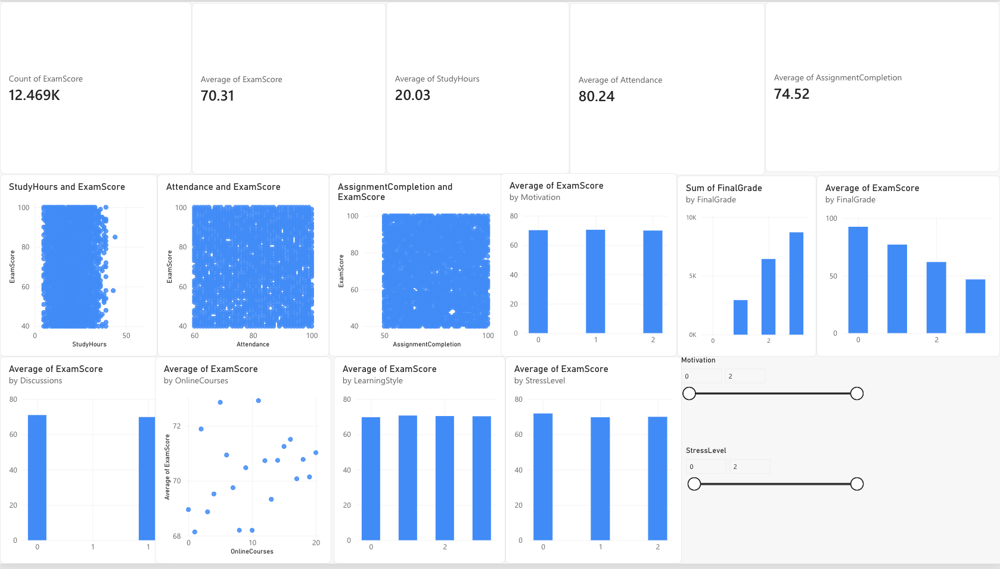 Count of ExamScore
12.469K
Average of ExamScore
70.31
Average of StudyHours
20.03
Average of Attendance
80.24
Average of AssignmentCompletion
74.52
StudyHours and ExamScore
100
80
60
40
0
50
ExamScore
StudyHours
Attendance and ExamScore
100
80
60
40
60
80
100
ExamScore
Attendance
AssignmentCompletion and
ExamScore
100
80
60
40
50
100
ExamScore
AssignmentCompletion
Average of ExamScore
by Motivation
80
60
40
20
0
0
1
2
Sum of FinalGrade
by FinalGrade
10K
5K
0K
0
2
Average of ExamScore
by FinalGrade
100
50
0
0
2
Average of ExamScore
by Discussions
80
60
40
20
0
0
1
1
Average of ExamScore
by OnlineCourses
72
70
68
0
10
20
Average of ExamScore
OnlineCourses
Average of ExamScore
by LearningStyle
80
60
40
20
0
0
2
Average of ExamScore
by StressLevel
80
60
40
20
0
0
1
2
Motivation
0
2
StressLevel
0
2